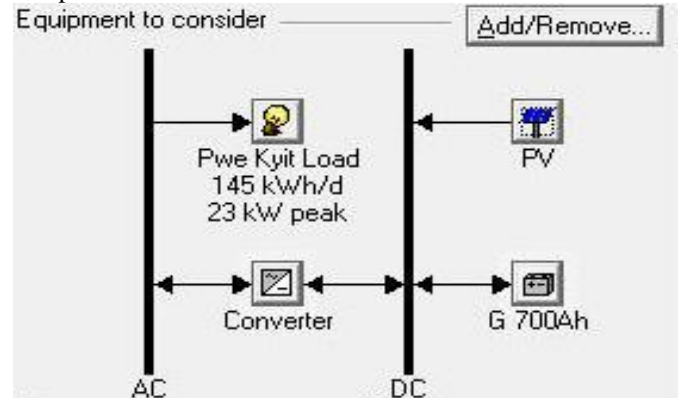 Equipment to consider
Add/Remove...
Pwe Kyit Load
145 kWh/d
23 kW peak
PV
Converter
G 700Ah
AC
DC